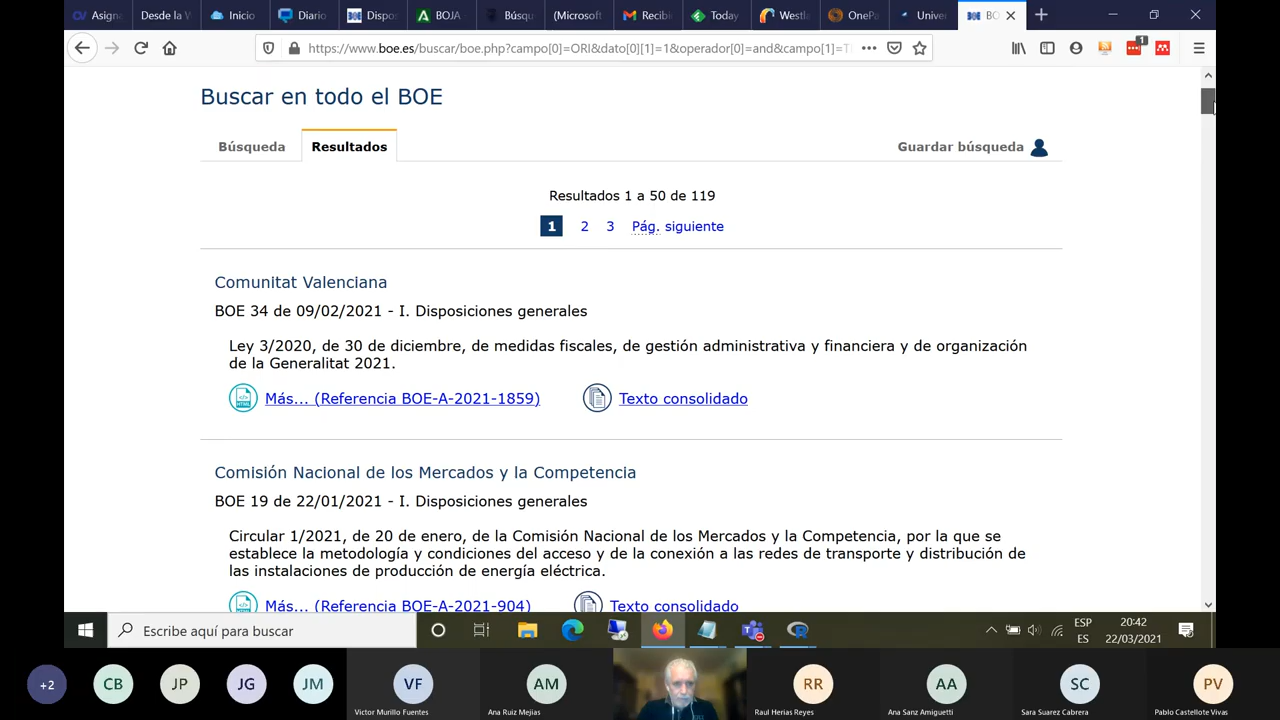 Asigna
Desde la W
Inicio
Diario
Dispo
BOJA -
Búsqu
(Microsoft
Recibi
Today
Westla
OnePa
Univer
BO
https://www.boe.es/buscar/boe.php?campo[0]=ORI&dato[0][1]=1&operador[0]=and&campo[1]=T
1
Buscar en todo el BOE
Búsqueda
Resultados
Guardar búsqueda
Resultados 1 a 50 de 119
1 2 3 Pág. siguiente
Comunitat Valenciana
BOE 34 de 09/02/2021 - I. Disposiciones generales
Ley 3/2020, de 30 de diciembre, de medidas fiscales, de gestión administrativa y financiera y de organización
de la Generalitat 2021.
Más... (Referencia BOE-A-2021-1859)
Texto consolidado
Comisión Nacional de los Mercados y la Competencia
BOE 19 de 22/01/2021 - I. Disposiciones generales
Circular 1/2021, de 20 de enero, de la Comisión Nacional de los Mercados y la Competencia, por la que se
establece la metodología y condiciones del acceso y de la conexión a las redes de transporte y distribución de
las instalaciones de producción de energía eléctrica.
Más... (Referencia BOE-A-2021-904)
Texto consolidado
Escribe aquí para buscar
ESP
ES
20:42
22/03/2021
+2
CB
JP
JG
JM
VF
AM
RR
AA
SC
PV
Victor Murillo Fuentes
Ana Ruiz Mejias
Raul Herias Reyes
Ana Sanz Amiguetti
Sara Suarez Cabrera
Pablo Castellote Vivas